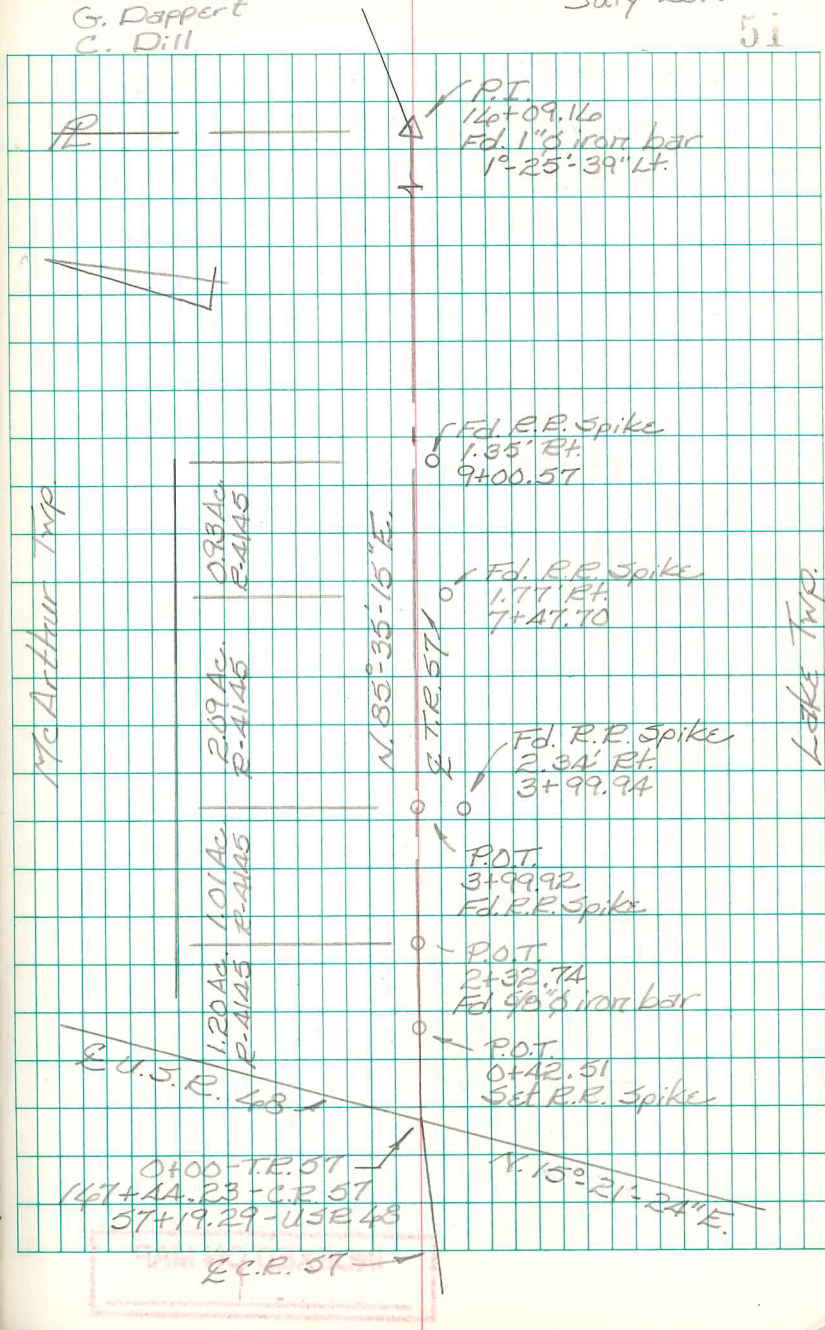 G. Dappert
C. Dill
51
P.I.
16+09.16
Fd. 1"ø iron bar
1°-25'-39" Lt.
PL
Fd. R.R. Spike
1.35' Rt.
9+00.57
Fd. R.R. Spike
1.77' Rt.
7+47.70
Fd. R.R. Spike
2.34' Rt.
3+99.94
P.O.T.
3+99.92
Fd. R.R. Spike
P.O.T.
2+32.74
Fd. 5/8"ø iron bar
P.O.T.
0+42.51
Set R.R. Spike
McArthur Twp.
0.93 Ac.
R-4145
2.09 Ac.
R-4145
1.01 Ac.
R-4145
1.20 Ac.
R-4145
N. 85°-35'-15" E.
℄ T.R. 57
Lake Twp.
℄ U.S.R. 68
0+00-T.R. 57
167+44.23-C.R. 57
57+19.29-USR 68
N. 15°-21'-24" E.
℄ C.R. 57